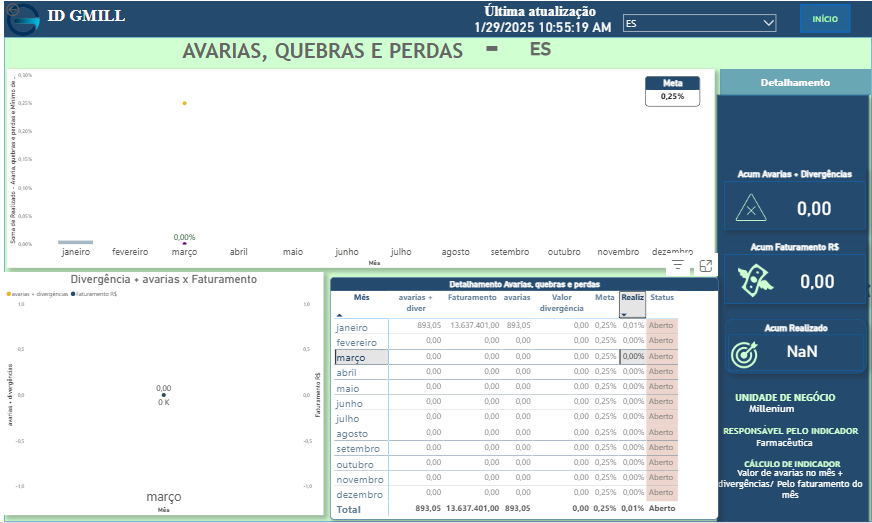 ID GMILL
Última atualização
1/29/2025 10:55:19 AM
ES
INÍCIO
AVARIAS, QUEBRAS E PERDAS - ES
Soma de Realizado - Avaria, quebras e perdas e Mínimo de ...
0,30%
0,25%
0,20%
0,15%
0,10%
0,05%
0,00%
Meta
0,25%
0,00%
janeiro fevereiro março abril maio junho julho agosto setembro outubro novembro dezembro
Mês
Divergência + avarias x Faturamento
avarias + divergências Faturamento R$
avarias + divergências
1,0
0,5
0,0
-0,5
-1,0
0,00
0 K
1,0
0,5
0,0
-0,5
-1,0
Faturamento R$
março
Mês
Detalhamento Avarias, quebras e perdas
Mês avarias + diver Faturamento avarias Valor divergência Meta Realiz Status
janeiro 893,05 13.637.401,00 893,05 0,00 0,25% 0,01% Aberto
fevereiro 0,00 0,00 0,00 0,00 0,25% 0,00% Aberto
março 0,00 0,00 0,00 0,00 0,25% 0,00% Aberto
abril 0,00 0,00 0,00 0,00 0,25% 0,00% Aberto
maio 0,00 0,00 0,00 0,00 0,25% 0,00% Aberto
junho 0,00 0,00 0,00 0,00 0,25% 0,00% Aberto
julho 0,00 0,00 0,00 0,00 0,25% 0,00% Aberto
agosto 0,00 0,00 0,00 0,00 0,25% 0,00% Aberto
setembro 0,00 0,00 0,00 0,00 0,25% 0,00% Aberto
outubro 0,00 0,00 0,00 0,00 0,25% 0,00% Aberto
novembro 0,00 0,00 0,00 0,00 0,25% 0,00% Aberto
dezembro 0,00 0,00 0,00 0,00 0,25% 0,00% Aberto
Total 893,05 13.637.401,00 893,05 0,00 0,25% 0,01% Aberto
Detalhamento
Acum Avarias + Divergências
0,00
Acum Faturamento R$
0,00
Acum Realizado
NaN
UNIDADE DE NEGÓCIO
Millenium
RESPONSÁVEL PELO INDICADOR
Farmacêutica
CÁLCULO DE INDICADOR
Valor de avarias no mês +
divergências/ Pelo faturamento do
mês